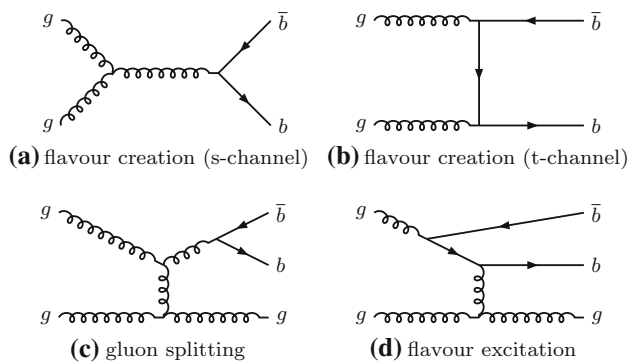 g b̄ g b̄
g b g b
(a) flavour creation (s-channel) (b) flavour creation (t-channel)
g b̄ g b̄
b b
g g g g
(c) gluon splitting (d) flavour excitation